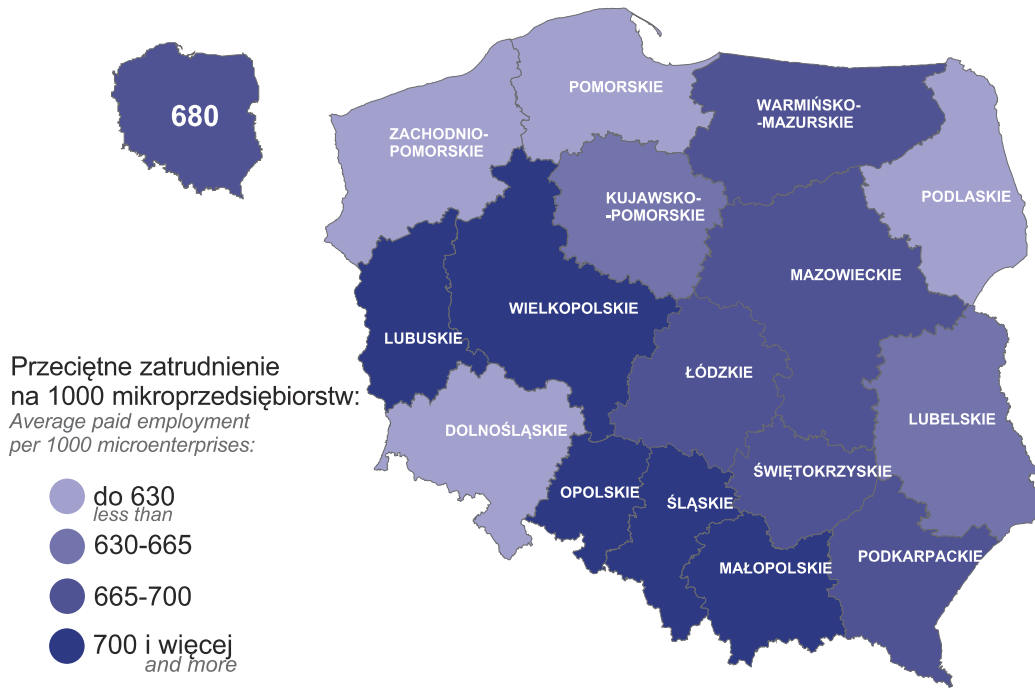 680
POMORSKIE
WARMIŃSKO-
-MAZURSKIE
ZACHODNIO-
POMORSKIE
KUJAWSKO-
-POMORSKIE
PODLASKIE
MAZOWIECKIE
WIELKOPOLSKIE
LUBUSKIE
ŁÓDZKIE
LUBELSKIE
DOLNOŚLĄSKIE
ŚWIĘTOKRZYSKIE
OPOLSKIE
ŚLĄSKIE
PODKARPACKIE
MAŁOPOLSKIE
Przeciętne zatrudnienie
na 1000 mikroprzedsiębiorstw:
Average paid employment
per 1000 microenterprises:
do 630
less than
630-665
665-700
700 i więcej
and more